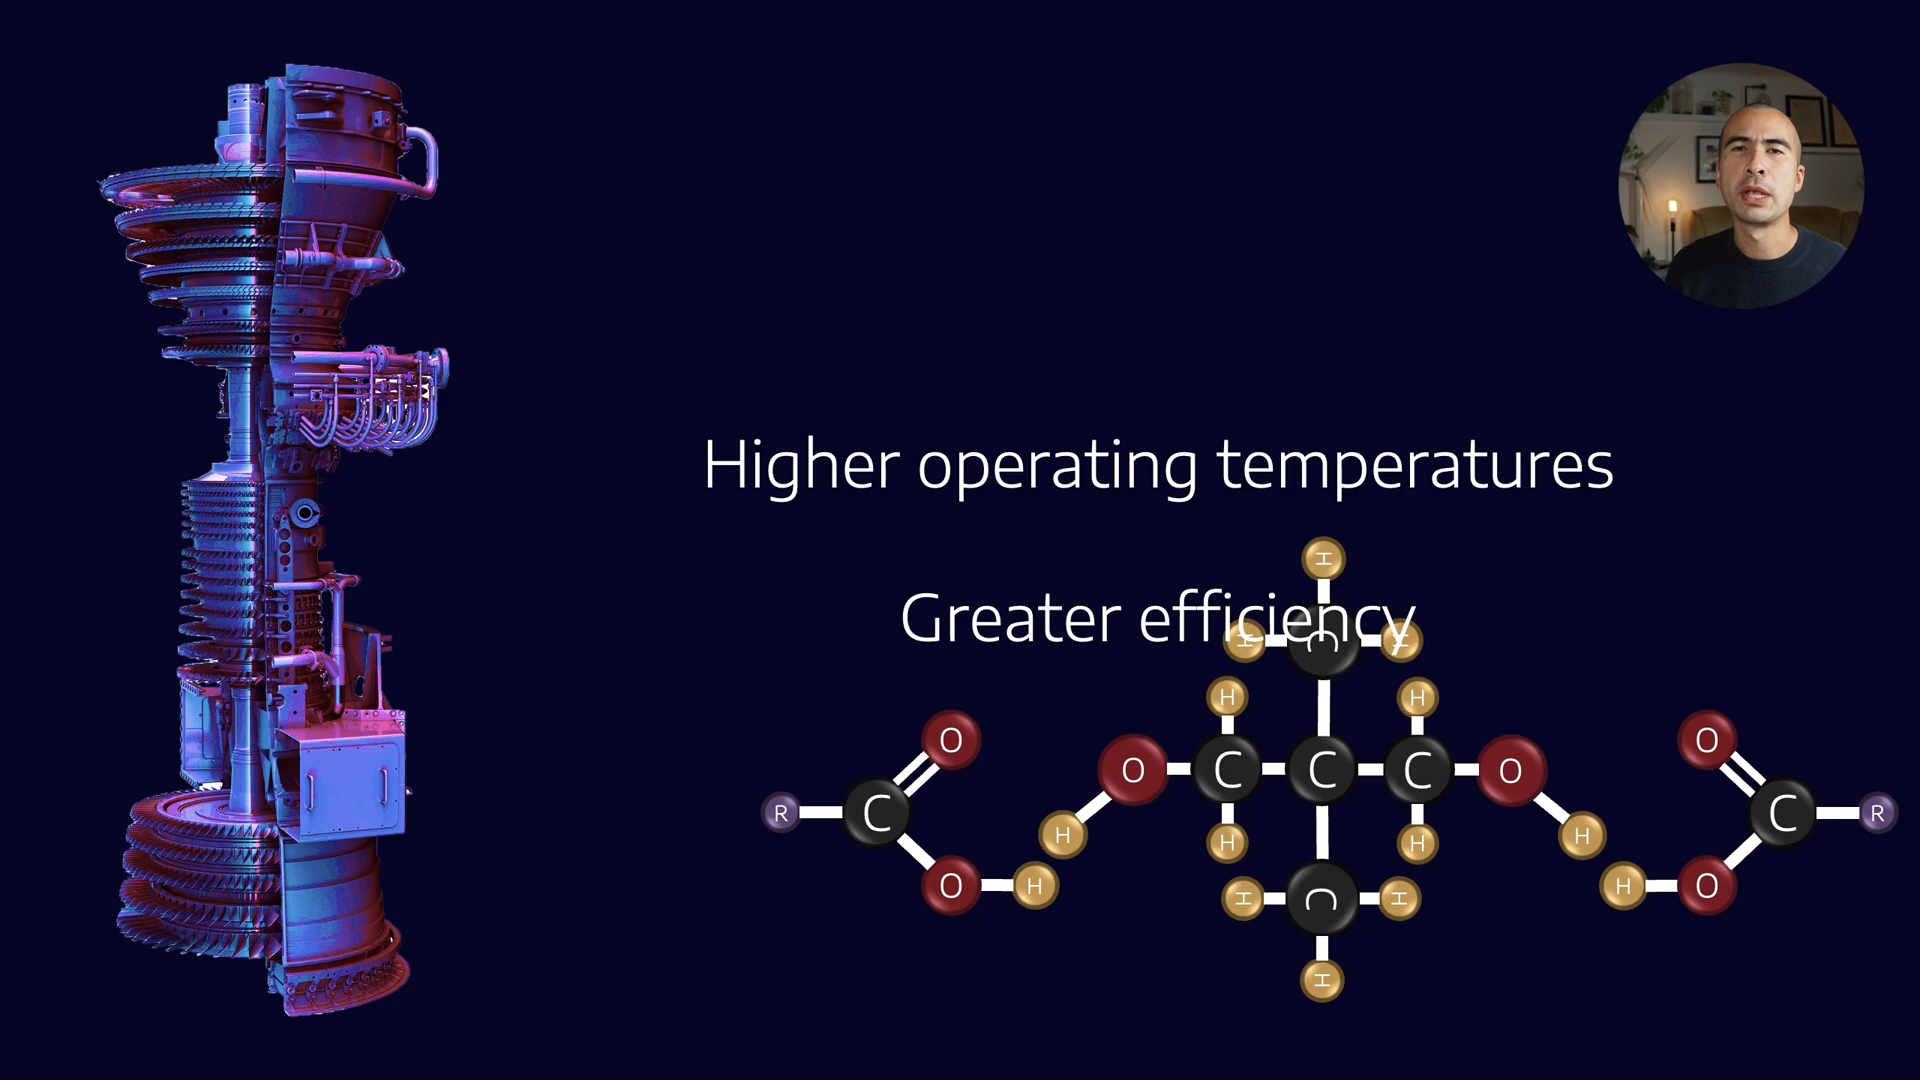 Higher operating temperatures
Greater efficiency
H
H C H
H H
O O
O C C C O
R C C R
H H H H
O H H O
H C H
H